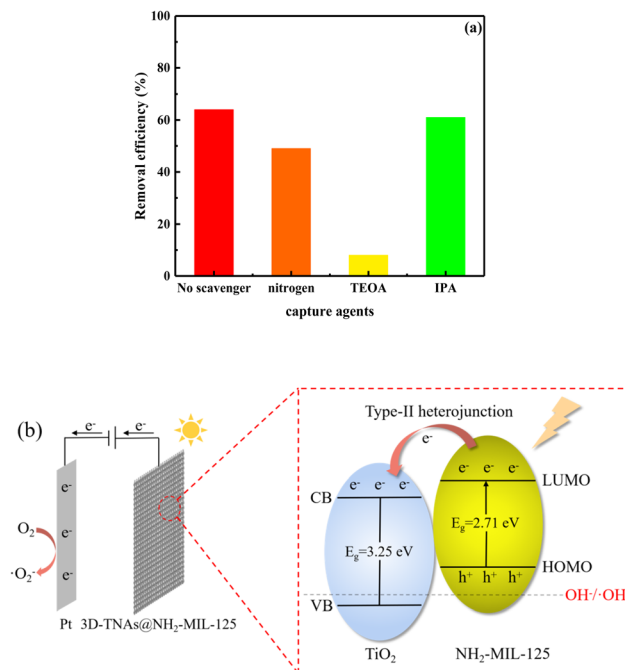 (a)
Removal efficiency (%)
100
80
60
40
20
0
No scavenger nitrogen TEOA IPA
capture agents
(b)
e⁻ e⁻
e⁻
e⁻
e⁻
O₂
·O₂⁻
Pt 3D-TNAs@NH₂-MIL-125
Type-II heterojunction
e⁻
e⁻ e⁻ e⁻
LUMO
e⁻ e⁻ e⁻
CB
Eg=2.71 eV
Eg=3.25 eV
HOMO
h⁺ h⁺ h⁺
OH⁻/·OH
VB
TiO₂ NH₂-MIL-125